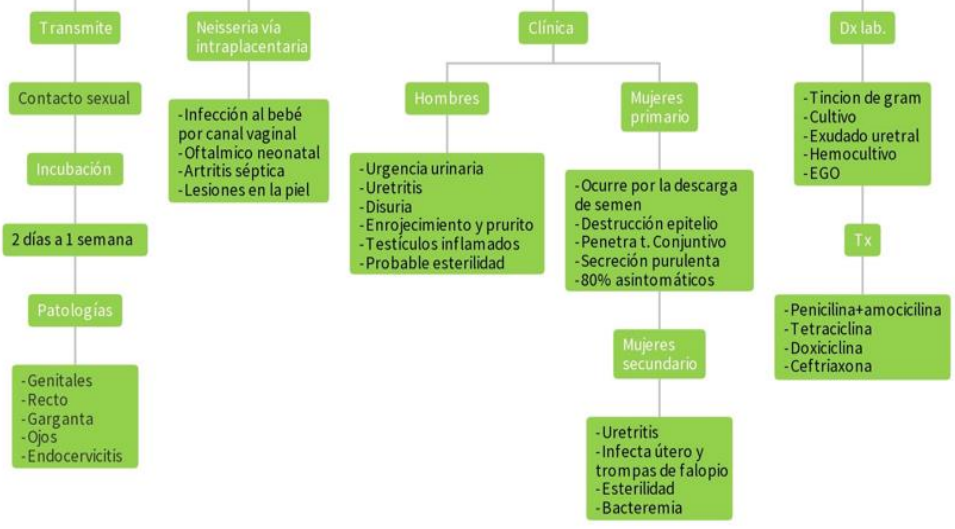 Transmite
Contacto sexual
Incubación
2 días a 1 semana
Patologías
-Genitales
-Recto
-Garganta
-Ojos
-Endocervicitis
Neisseria vía
intraplacentaria
-Infección al bebé
por canal vaginal
-Oftalmico neonatal
-Artritis séptica
-Lesiones en la piel
Clínica
Hombres
-Urgencia urinaria
-Uretritis
-Disuria
-Enrojecimiento y prurito
-Testículos inflamados
-Probable esterilidad
Mujeres
primario
-Ocurre por la descarga
de semen
-Destrucción epitelio
-Penetra t. Conjuntivo
-Secreción purulenta
-80% asintomáticos
Mujeres
secundario
-Uretritis
-Infecta útero y
trompas de falopio
-Esterilidad
-Bacteremia
Dx lab.
-Tincion de gram
-Cultivo
-Exudado uretral
-Hemocultivo
-EGO
Tx
-Penicilina+amocicilina
-Tetraciclina
-Doxiciclina
-Ceftriaxona